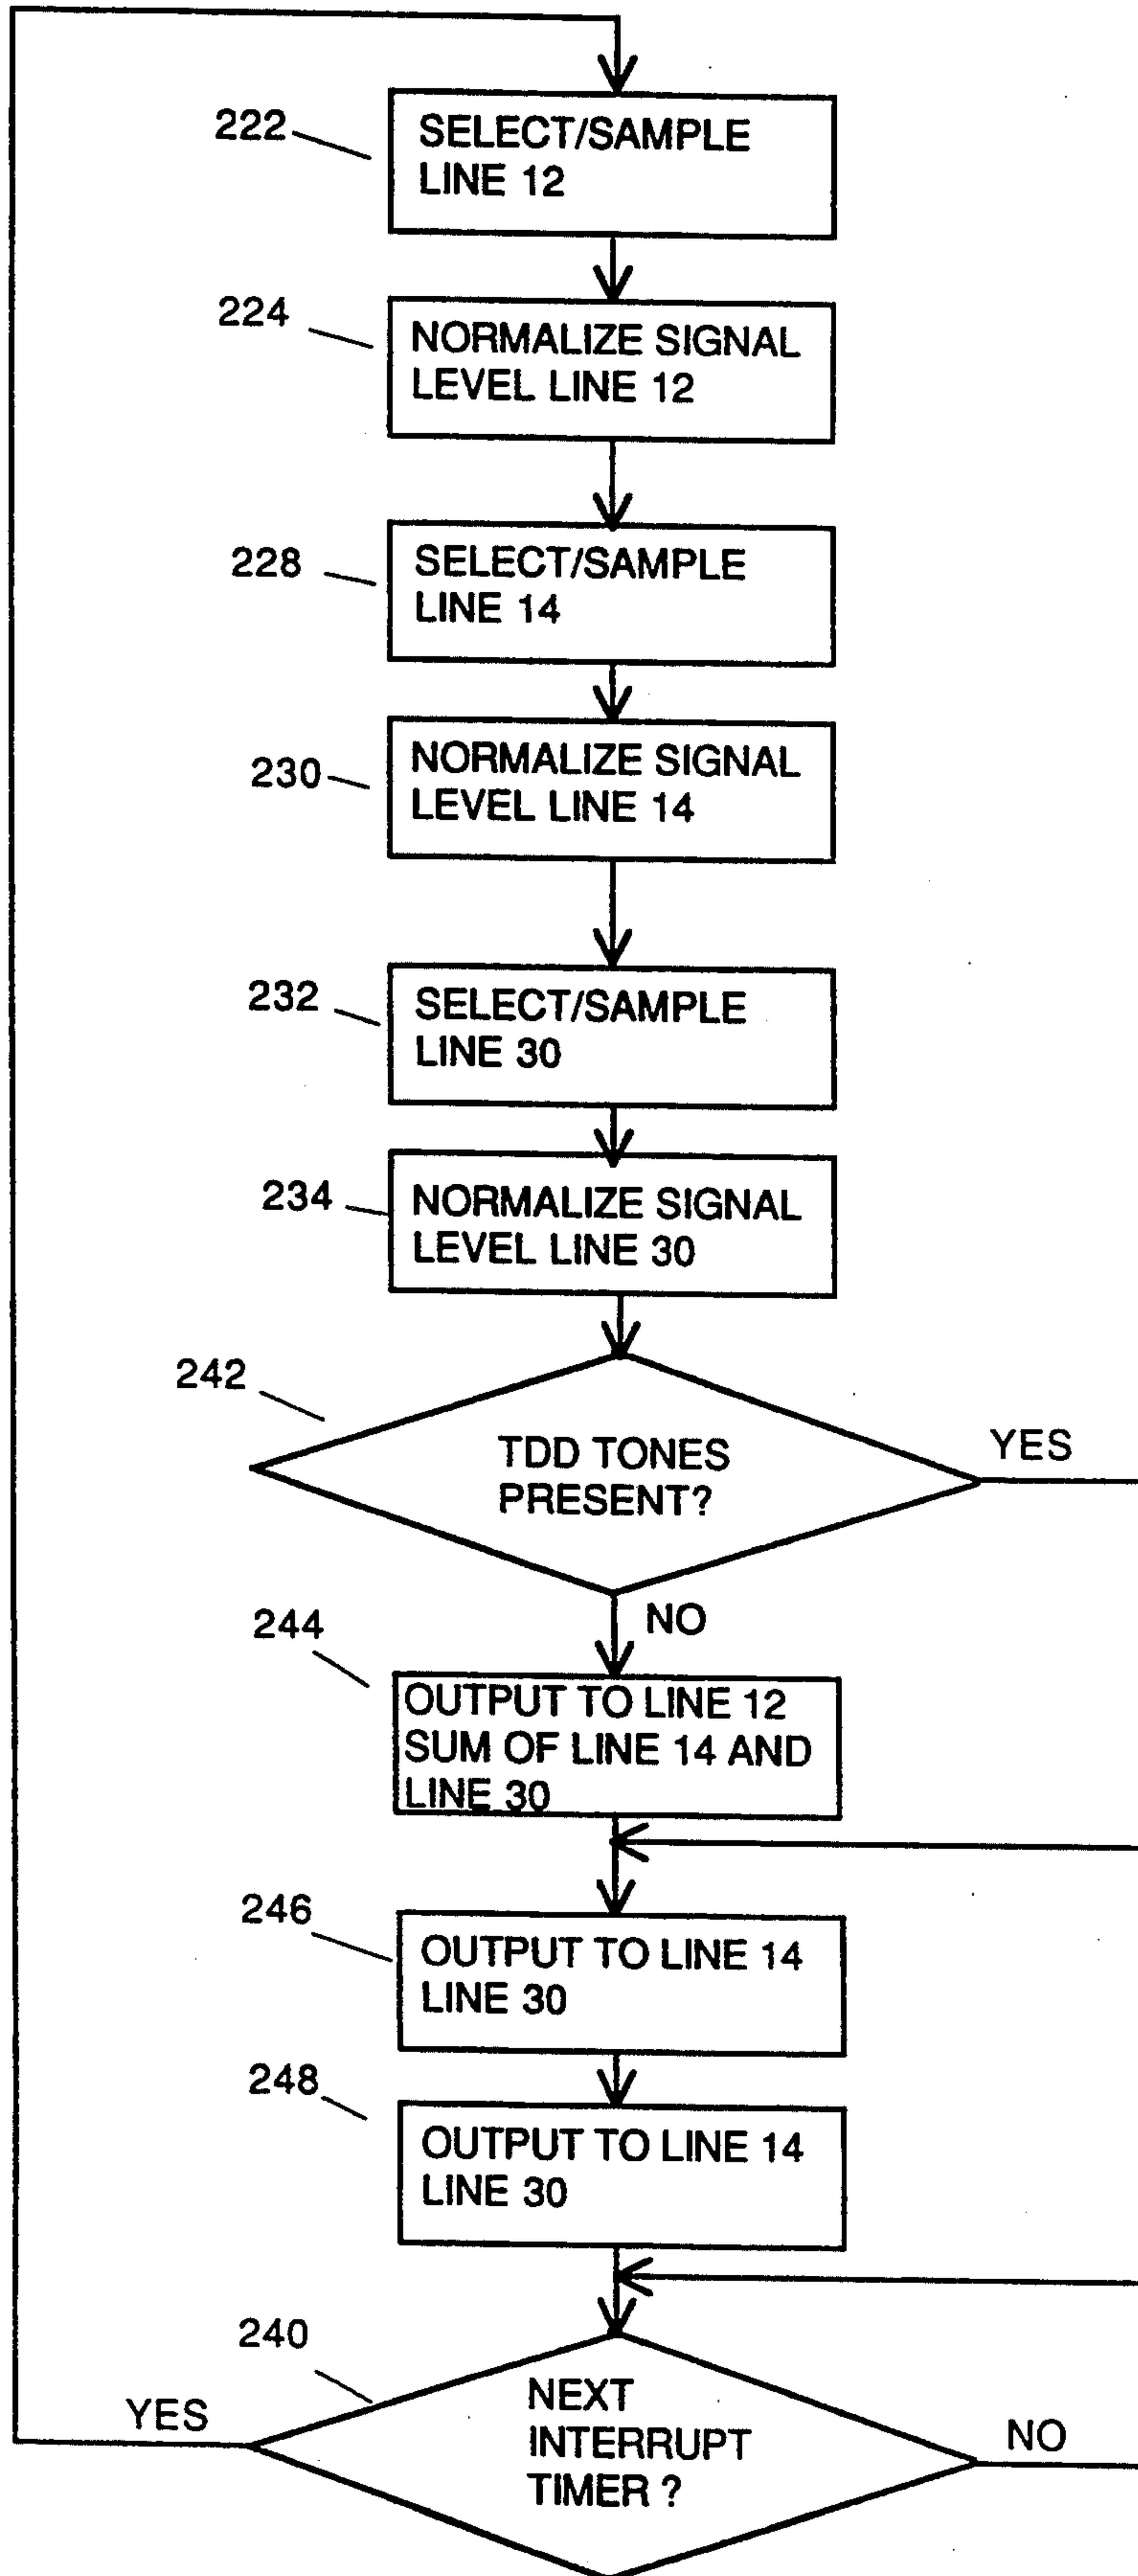 222
SELECT/SAMPLE
LINE 12
224
NORMALIZE SIGNAL
LEVEL LINE 12
228
SELECT/SAMPLE
LINE 14
230
NORMALIZE SIGNAL
LEVEL LINE 14
232
SELECT/SAMPLE
LINE 30
234
NORMALIZE SIGNAL
LEVEL LINE 30
242
TDD TONES
PRESENT?
YES
NO
244
OUTPUT TO LINE 12
SUM OF LINE 14 AND
LINE 30
246
OUTPUT TO LINE 14
LINE 30
248
OUTPUT TO LINE 14
LINE 30
240
YES
NEXT
INTERRUPT
TIMER ?
NO